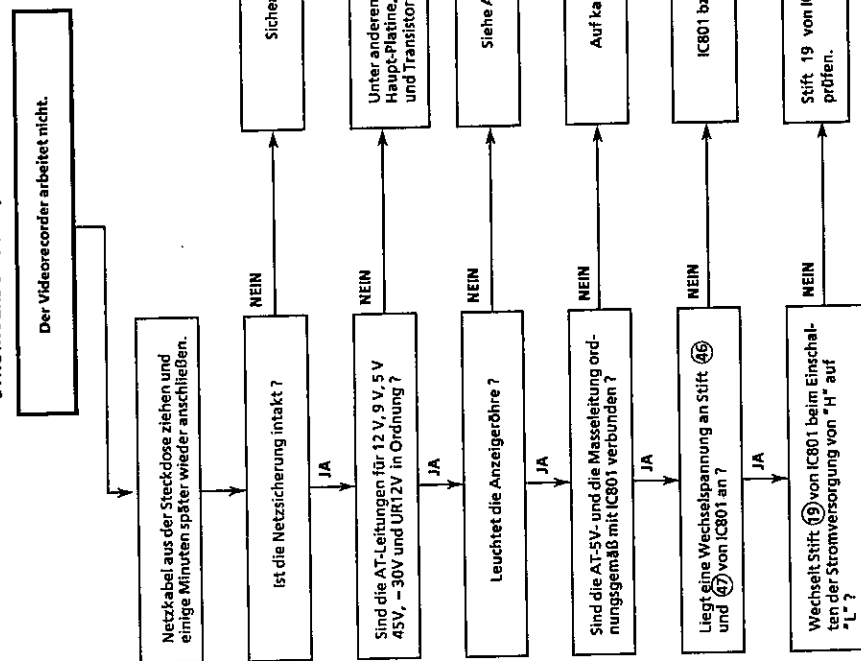 Der Videorecorder arbeitet nicht.
Netzkabel aus der Steckdose ziehen und
einige Minuten später wieder anschließen.
Ist die Netzsicherung intakt ?
NEIN
JA
Sind die AT-Leitungen für 12 V, 9 V, 5 V
45V, – 30V und UR12V in Ordnung ?
NEIN
Unter anderen
Haupt-Platine,
und Transistor
JA
Leuchtet die Anzeigeröhre ?
NEIN
Siehe
JA
Sind die AT-5V- und die Masseleitung ord-
nungsgemäß mit IC801 verbunden ?
NEIN
Auf
JA
Liegt eine Wechselspannung an Stift 46
und 47 von IC801 an ?
NEIN
IC801
JA
Wechselt Stift 19 von IC801 beim Einschal-
ten der Stromversorgung von "H" auf
"L" ?
NEIN
Stift 19 von
prüfen.